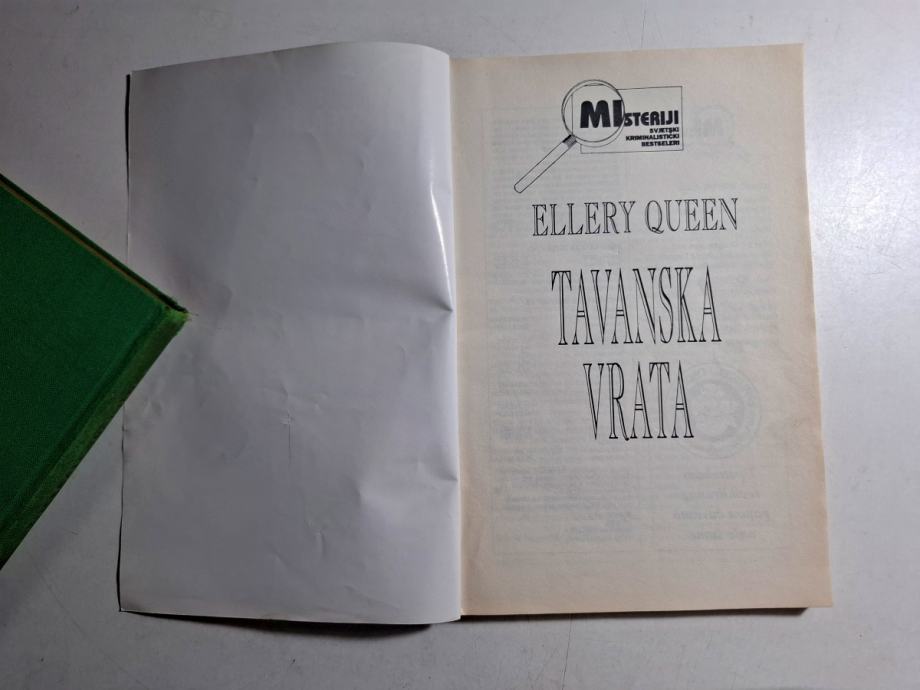 MISTERIJI
SVJETSKI
KRIMINALISTIČKI
BESTSELERI
ELLERY QUEEN
TAVANSKA
VRATA